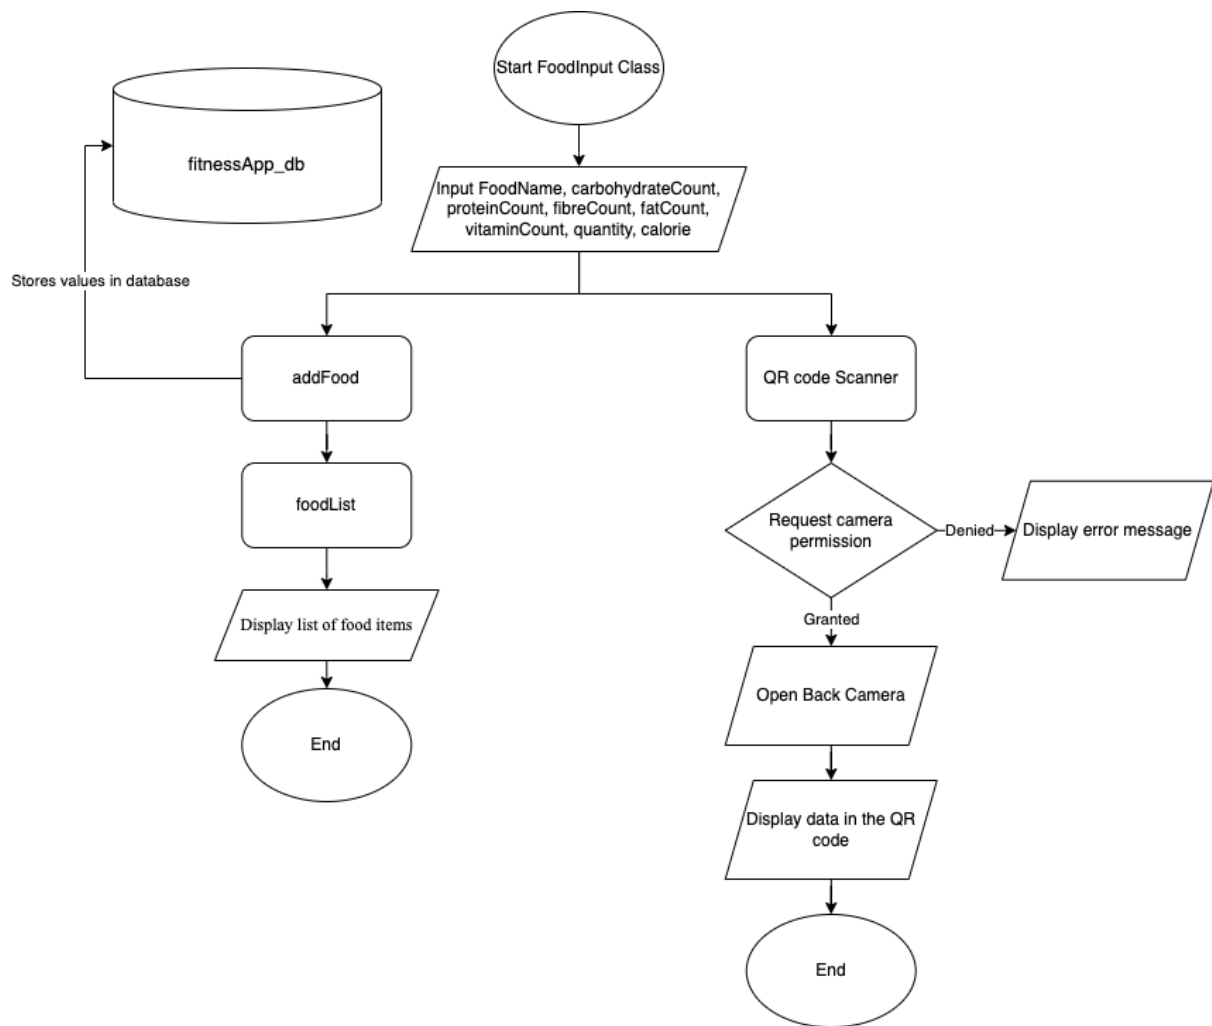 Start FoodInput Class
fitnessApp_db
Input FoodName, carbohydrateCount,
proteinCount, fibreCount, fatCount,
vitaminCount, quantity, calorie
Stores values in database
addFood
QR code Scanner
foodList
Request camera
permission
Denied
Display error message
Granted
Display list of food items
Open Back Camera
End
Display data in the QR
code
End